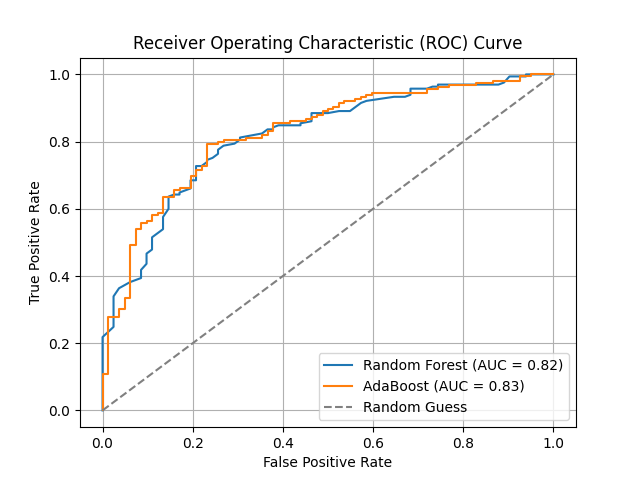 Receiver Operating Characteristic (ROC) Curve
1.0
0.8
0.6
0.4
0.2
0.0
True Positive Rate
Random Forest (AUC = 0.82)
AdaBoost (AUC = 0.83)
Random Guess
0.0 0.2 0.4 0.6 0.8 1.0
False Positive Rate